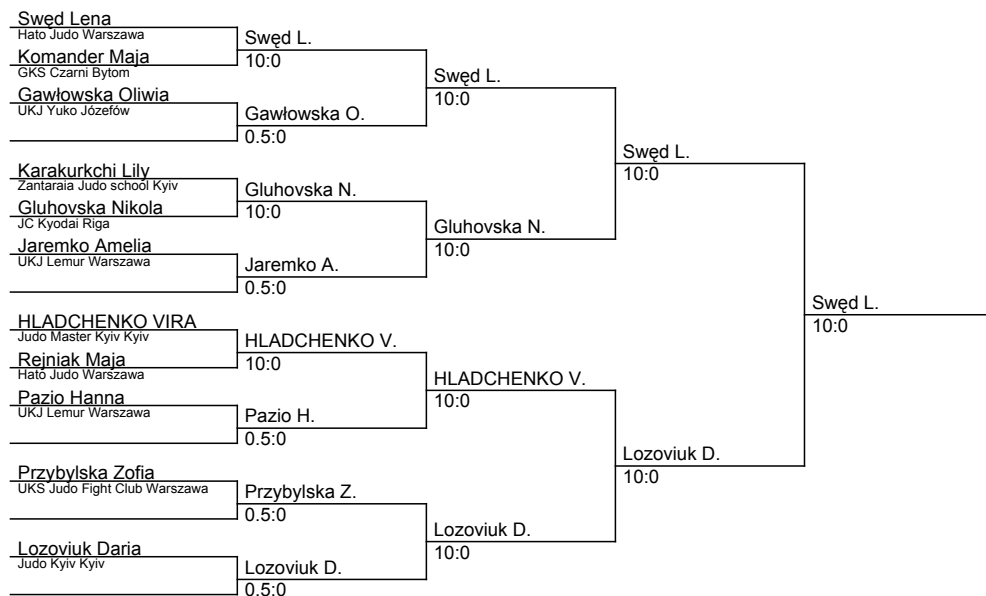 Swęd Lena
Hato Judo Warszawa
Komander Maja
GKS Czarni Bytom
Gawłowska Oliwia
UKJ Yuko Józefów
Karakurkchi Lily
Zantaraia Judo school Kyiv
Gluhovska Nikola
JC Kyodai Riga
Jaremko Amelia
UKJ Lemur Warszawa
HLADCHENKO VIRA
Judo Master Kyiv Kyiv
Rejniak Maja
Hato Judo Warszawa
Pazio Hanna
UKJ Lemur Warszawa
Przybylska Zofia
UKS Judo Fight Club Warszawa
Lozoviuk Daria
Judo Kyiv Kyiv
Swęd L.
10:0
Gawłowska O.
0.5:0
Gluhovska N.
10:0
Jaremko A.
0.5:0
HLADCHENKO V.
10:0
Pazio H.
0.5:0
Przybylska Z.
0.5:0
Lozoviuk D.
0.5:0
Swęd L.
10:0
Gluhovska N.
10:0
HLADCHENKO V.
10:0
Lozoviuk D.
10:0
Swęd L.
10:0
Lozoviuk D.
10:0
Swęd L.
10:0